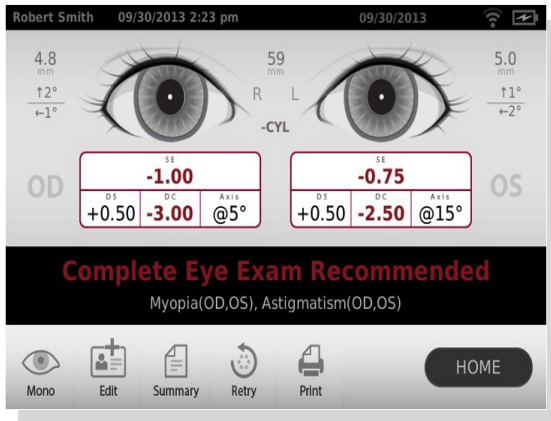 Robert Smith 09/30/2013 2:23 pm 09/30/2013
4.8 59 5.0
mm mm mm
↑2° R L ↑1°
←1° -CYL ←2°
OD SE SE OS
-1.00 -0.75
DS DC Axis DS DC Axis
+0.50 -3.00 @5° +0.50 -2.50 @15°
Complete Eye Exam Recommended
Myopia(OD,OS), Astigmatism(OD,OS)
Mono Edit Summary Retry Print HOME